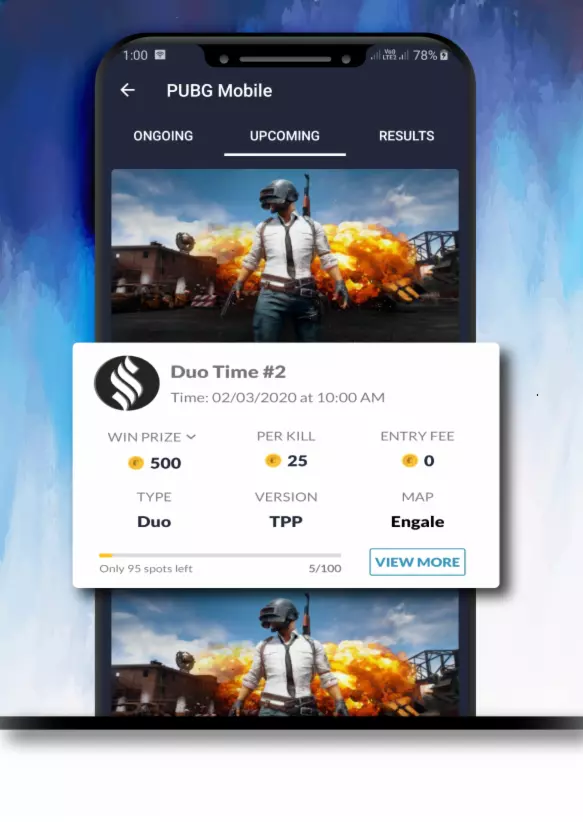 1:00 78%
PUBG Mobile
ONGOING UPCOMING RESULTS
Duo Time #2
Time: 02/03/2020 at 10:00 AM
WIN PRIZE PER KILL ENTRY FEE
500 25 0
TYPE VERSION MAP
Duo TPP Engale
Only 95 spots left 5/100 VIEW MORE